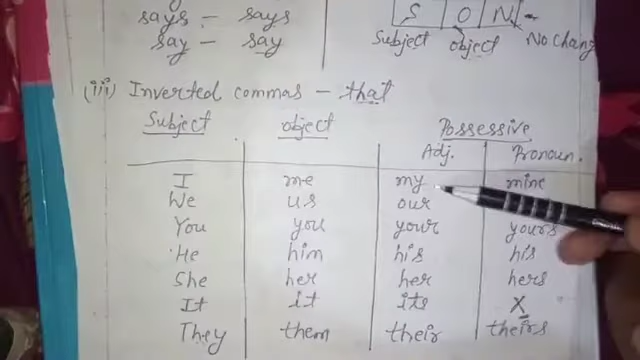 says - says
say - say
S O N
Subject object No Chang
(iii) Inverted commas - that
Subject object Possessive
Adj. Pronoun.
I me my mine
We us our
You you your yours
He him his his
She her her hers
It it its X
They them their theirs